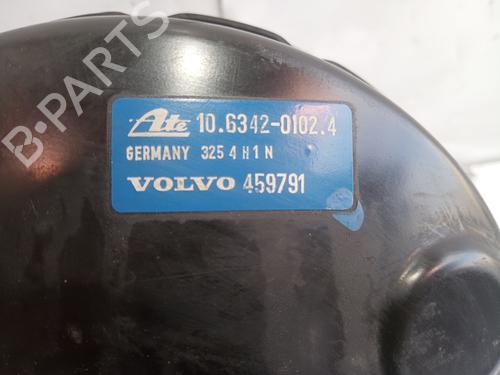 Ate 10.6342-0102.4
GERMANY 325 4 H 1 N
VOLVO 459791
B-PARTS